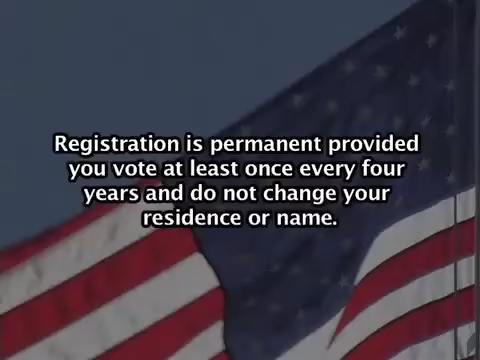 Registration is permanent provided
you vote at least once every four
years and do not change your
residence or name.